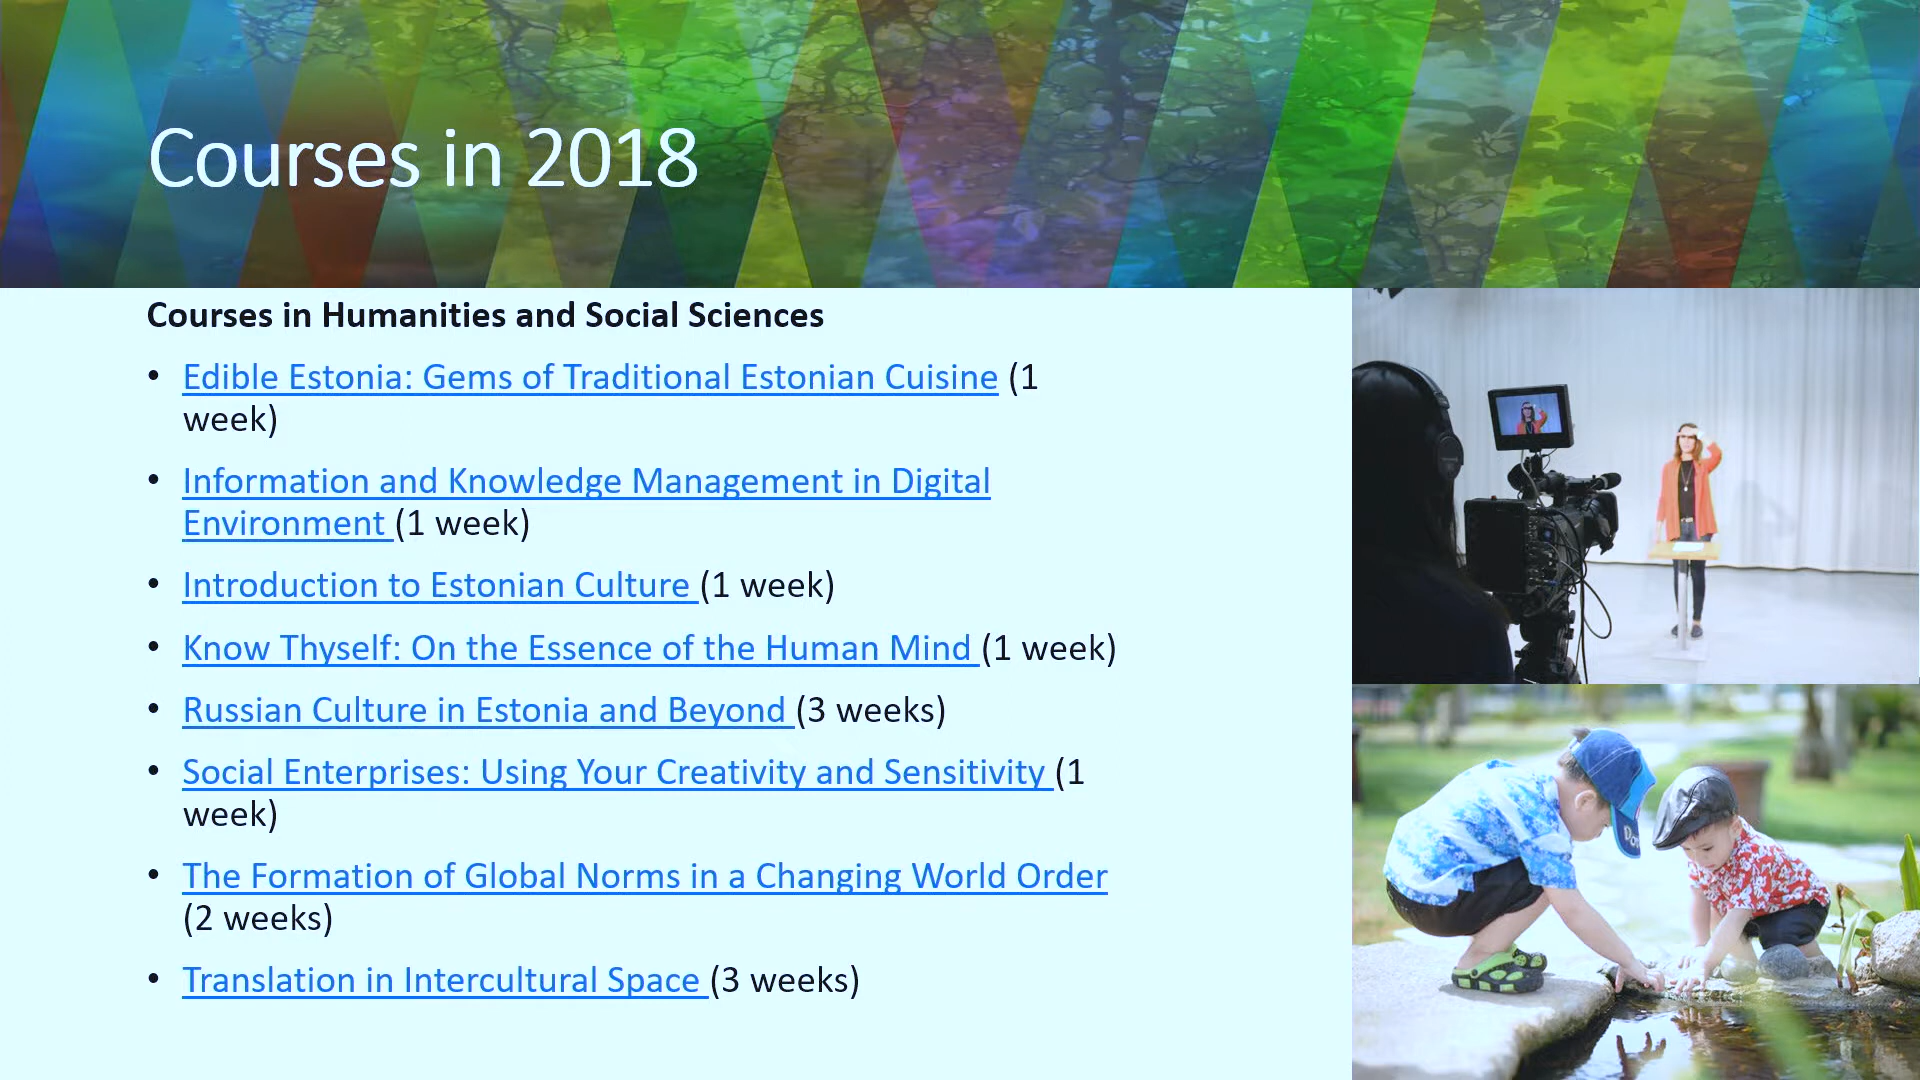 Courses in 2018
Courses in Humanities and Social Sciences
• Edible Estonia: Gems of Traditional Estonian Cuisine (1
week)
• Information and Knowledge Management in Digital
Environment (1 week)
• Introduction to Estonian Culture (1 week)
• Know Thyself: On the Essence of the Human Mind (1 week)
• Russian Culture in Estonia and Beyond (3 weeks)
• Social Enterprises: Using Your Creativity and Sensitivity (1
week)
• The Formation of Global Norms in a Changing World Order
(2 weeks)
• Translation in Intercultural Space (3 weeks)